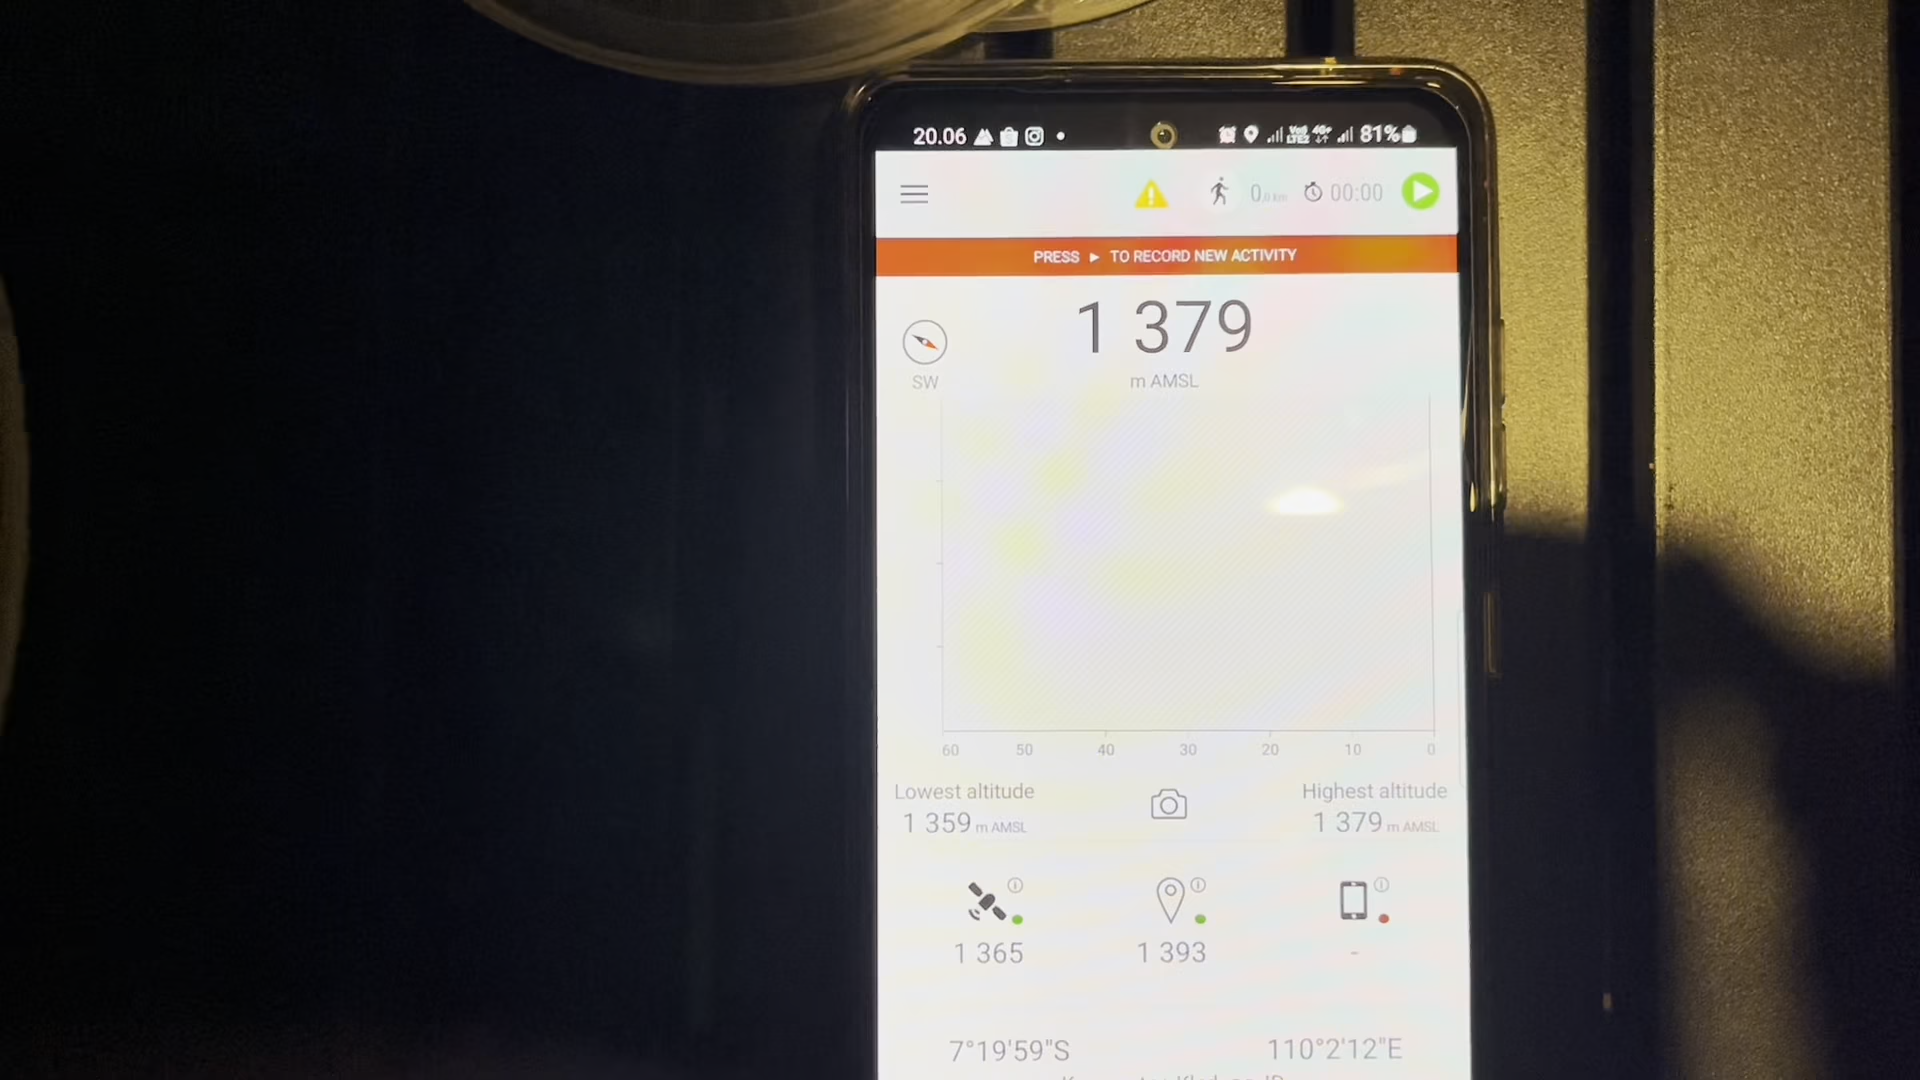 20.06 81%
0,0 km 00:00
PRESS ► TO RECORD NEW ACTIVITY
1 379
m AMSL
SW
60 50 40 30 20 10 0
Lowest altitude Highest altitude
1 359 m AMSL 1 379 m AMSL
1 365 1 393 -
7°19'59"S 110°2'12"E